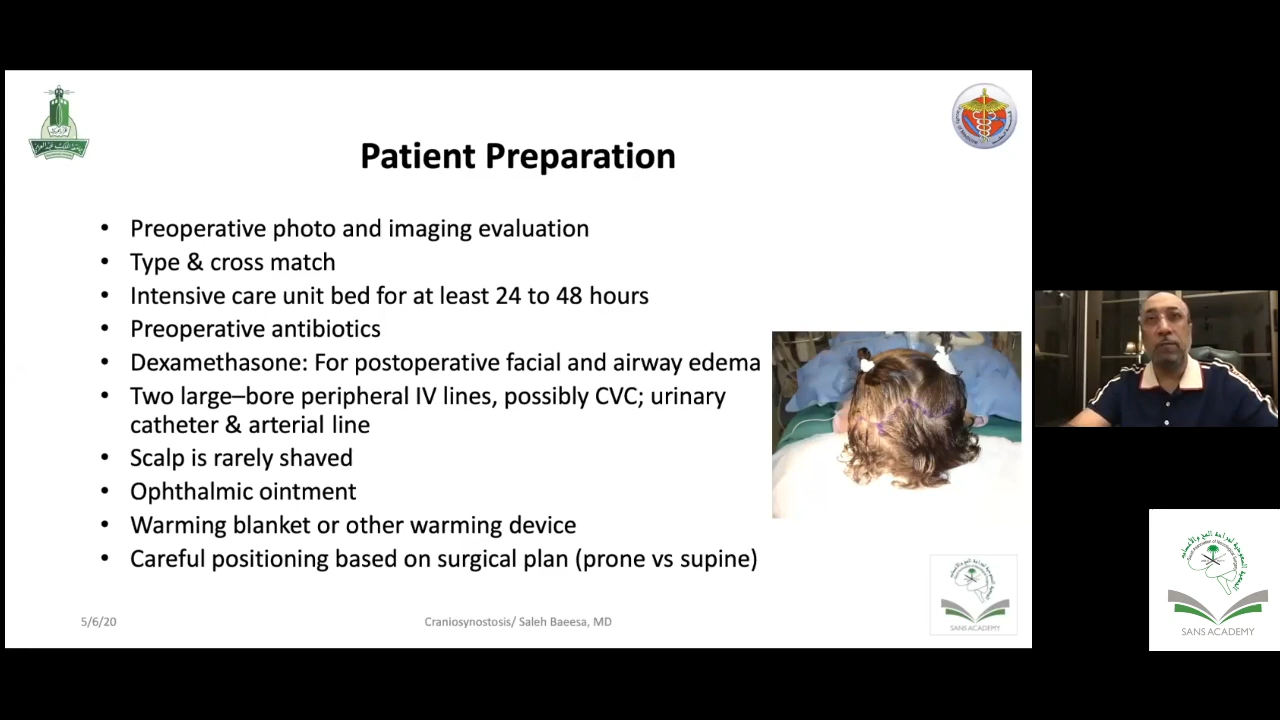 Patient Preparation
• Preoperative photo and imaging evaluation
• Type & cross match
• Intensive care unit bed for at least 24 to 48 hours
• Preoperative antibiotics
• Dexamethasone: For postoperative facial and airway edema
• Two large–bore peripheral IV lines, possibly CVC; urinary
catheter & arterial line
• Scalp is rarely shaved
• Ophthalmic ointment
• Warming blanket or other warming device
• Careful positioning based on surgical plan (prone vs supine)
5/6/20
Craniosynostosis/ Saleh Baeesa, MD
SANS ACADEMY
SANS ACADEMY